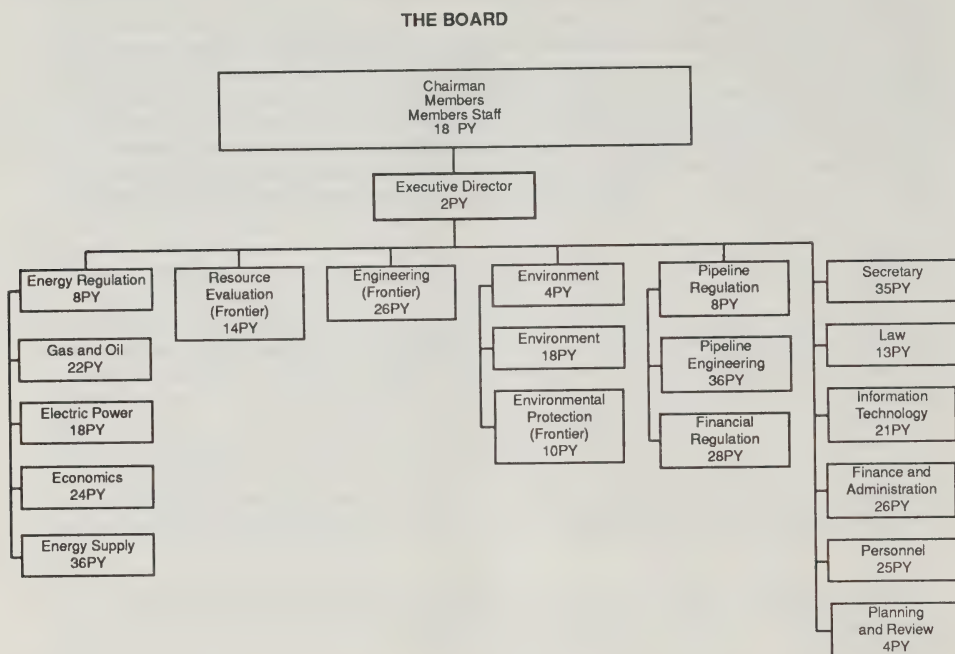 THE BOARD
Chairman
Members
Members Staff
18 PY
Executive Director
2PY
Energy Regulation
8PY
Gas and Oil
22PY
Electric Power
18PY
Economics
24PY
Energy Supply
36PY
Resource
Evaluation
(Frontier)
14PY
Engineering
(Frontier)
26PY
Environment
4PY
Environment
18PY
Environmental
Protection
(Frontier)
10PY
Pipeline
Regulation
8PY
Pipeline
Engineering
36PY
Financial
Regulation
28PY
Secretary
35PY
Law
13PY
Information
Technology
21PY
Finance and
Administration
26PY
Personnel
25PY
Planning
and Review
4PY